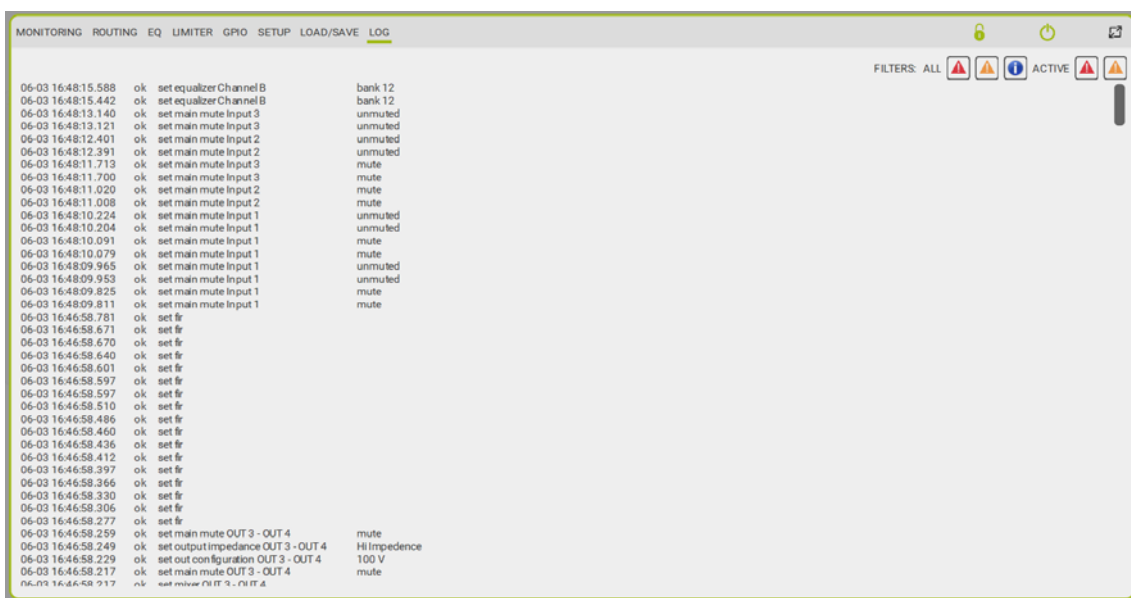 MONITORING ROUTING EQ LIMITER GPIO SETUP LOAD/SAVE LOG
FILTERS: ALL ACTIVE
06-03 16:48:15.588 ok set equalizer Channel B bank 12
06-03 16:48:15.442 ok set equalizer Channel B bank 12
06-03 16:48:13.140 ok set main mute Input 3 unmuted
06-03 16:48:13.121 ok set main mute Input 3 unmuted
06-03 16:48:12.401 ok set main mute Input 2 unmuted
06-03 16:48:12.391 ok set main mute Input 2 unmuted
06-03 16:48:11.713 ok set main mute Input 3 mute
06-03 16:48:11.700 ok set main mute Input 3 mute
06-03 16:48:11.020 ok set main mute Input 2 mute
06-03 16:48:11.008 ok set main mute Input 2 mute
06-03 16:48:10.224 ok set main mute Input 1 unmuted
06-03 16:48:10.204 ok set main mute Input 1 unmuted
06-03 16:48:10.091 ok set main mute Input 1 mute
06-03 16:48:10.079 ok set main mute Input 1 mute
06-03 16:48:09.965 ok set main mute Input 1 unmuted
06-03 16:48:09.953 ok set main mute Input 1 unmuted
06-03 16:48:09.825 ok set main mute Input 1 mute
06-03 16:48:09.811 ok set main mute Input 1 mute
06-03 16:46:58.781 ok set fir
06-03 16:46:58.671 ok set fir
06-03 16:46:58.670 ok set fir
06-03 16:46:58.640 ok set fir
06-03 16:46:58.601 ok set fir
06-03 16:46:58.597 ok set fir
06-03 16:46:58.597 ok set fir
06-03 16:46:58.510 ok set fir
06-03 16:46:58.486 ok set fir
06-03 16:46:58.460 ok set fir
06-03 16:46:58.436 ok set fir
06-03 16:46:58.412 ok set fir
06-03 16:46:58.397 ok set fir
06-03 16:46:58.366 ok set fir
06-03 16:46:58.330 ok set fir
06-03 16:46:58.306 ok set fir
06-03 16:46:58.277 ok set fir
06-03 16:46:58.259 ok set main mute OUT 3 - OUT 4 mute
06-03 16:46:58.249 ok set output impedance OUT 3 - OUT 4 Hi Impedence
06-03 16:46:58.229 ok set out configuration OUT 3 - OUT 4 100 V
06-03 16:46:58.217 ok set main mute OUT 3 - OUT 4 mute
06-03 16:46:58.217 ok set mixer OUT 3 - OUT 4